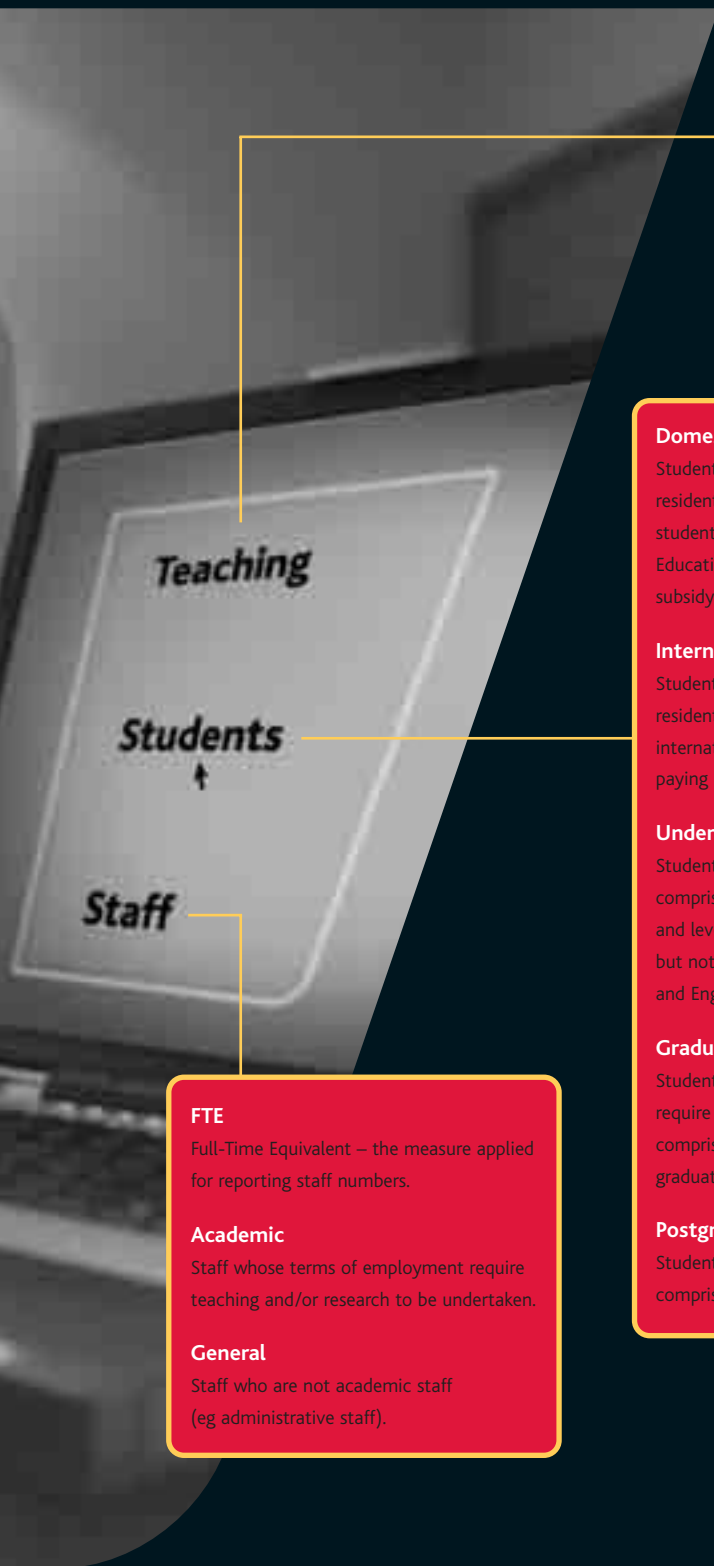 Teaching
Students
Staff
FTE
Full-Time Equivalent – the measure applied
for reporting staff numbers.
Academic
Staff whose terms of employment require
teaching and/or research to be undertaken.
General
Staff who are not academic staff
(eg administrative staff).
Dome
Student
resident
student
Educati
subsidy
Intern
Student
resident
internat
paying
Under
Student
compris
and lev
but not
and Eng
Gradu
Student
require
compris
graduat
Postgr
Student
compris